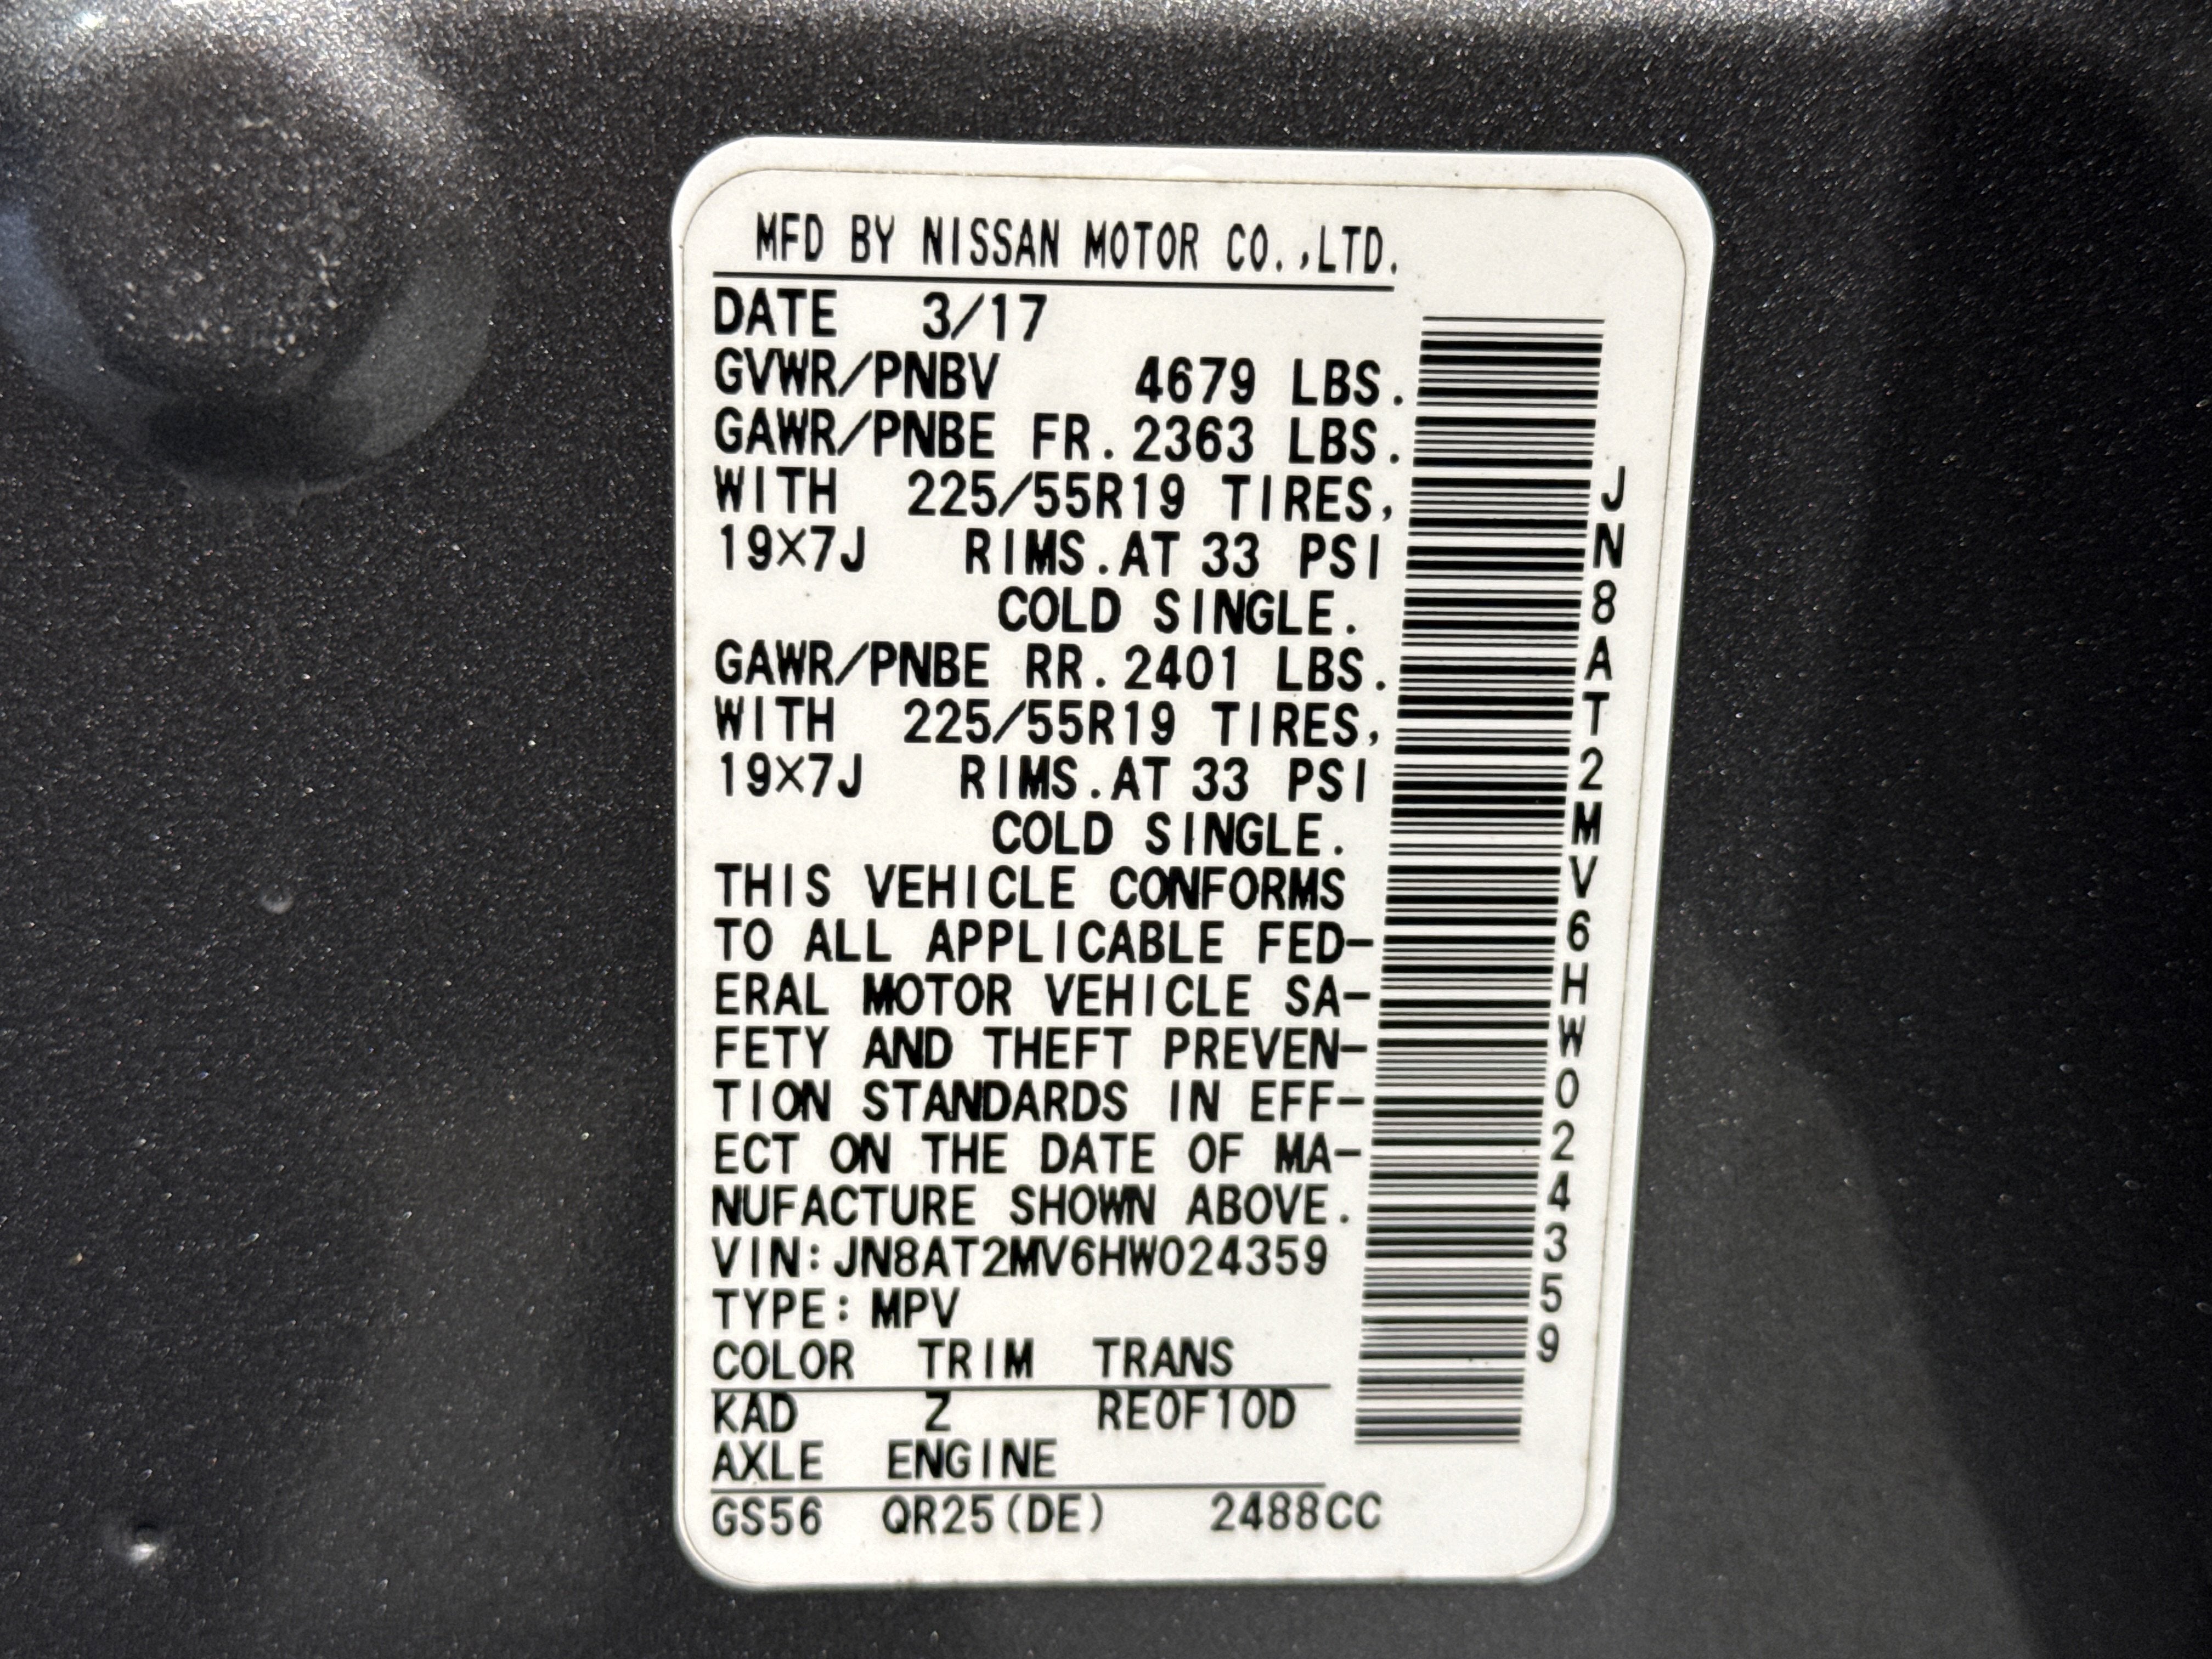 MFD BY NISSAN MOTOR CO.,LTD.
DATE 3/17
GVWR/PNBV 4679 LBS.
GAWR/PNBE FR. 2363 LBS.
WITH 225/55R19 TIRES,
19×7J RIMS.AT 33 PSI
COLD SINGLE.
GAWR/PNBE RR. 2401 LBS.
WITH 225/55R19 TIRES,
19×7J RIMS.AT 33 PSI
COLD SINGLE.
THIS VEHICLE CONFORMS
TO ALL APPLICABLE FED-
ERAL MOTOR VEHICLE SA-
FETY AND THEFT PREVEN-
TION STANDARDS IN EFF-
ECT ON THE DATE OF MA-
NUFACTURE SHOWN ABOVE.
VIN:JN8AT2MV6HW024359
TYPE:MPV
COLOR TRIM TRANS
KAD Z RE0F10D
AXLE ENGINE
GS56 QR25(DE) 2488CC
JN8AT2MV6HW024359